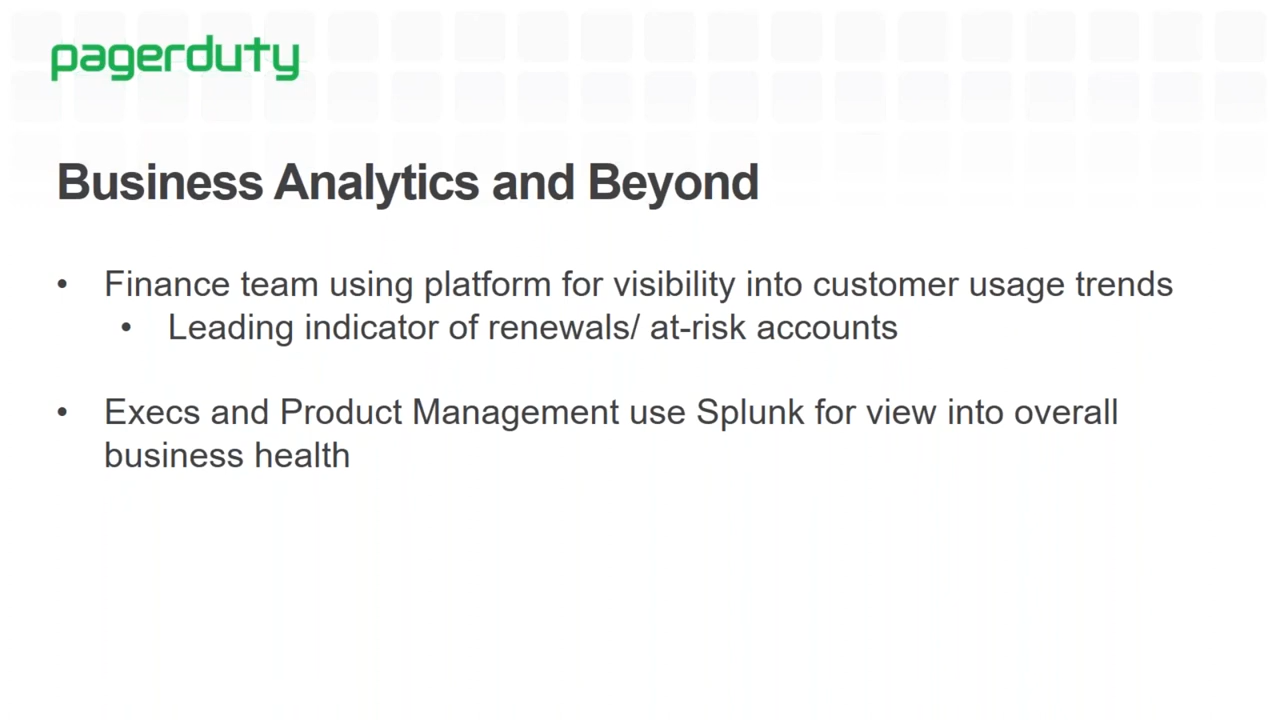 pagerduty
Business Analytics and Beyond
• Finance team using platform for visibility into customer usage trends
• Leading indicator of renewals/ at-risk accounts
• Execs and Product Management use Splunk for view into overall
business health